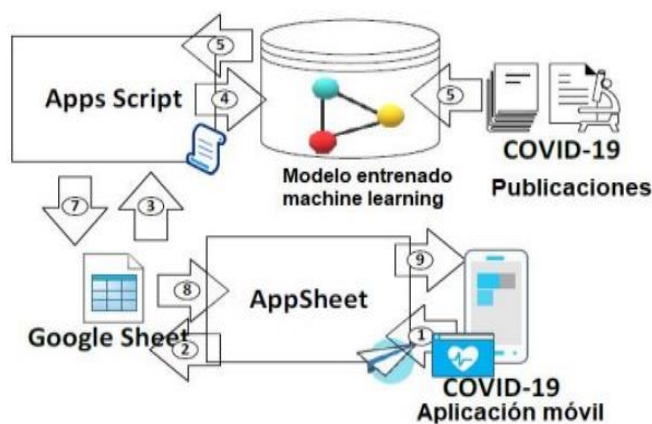 5
Apps Script
4
5
COVID-19
Publicaciones
Modelo entrenado
machine learning
7
3
9
8
AppSheet
Google Sheet
2
1
COVID-19
Aplicación móvil